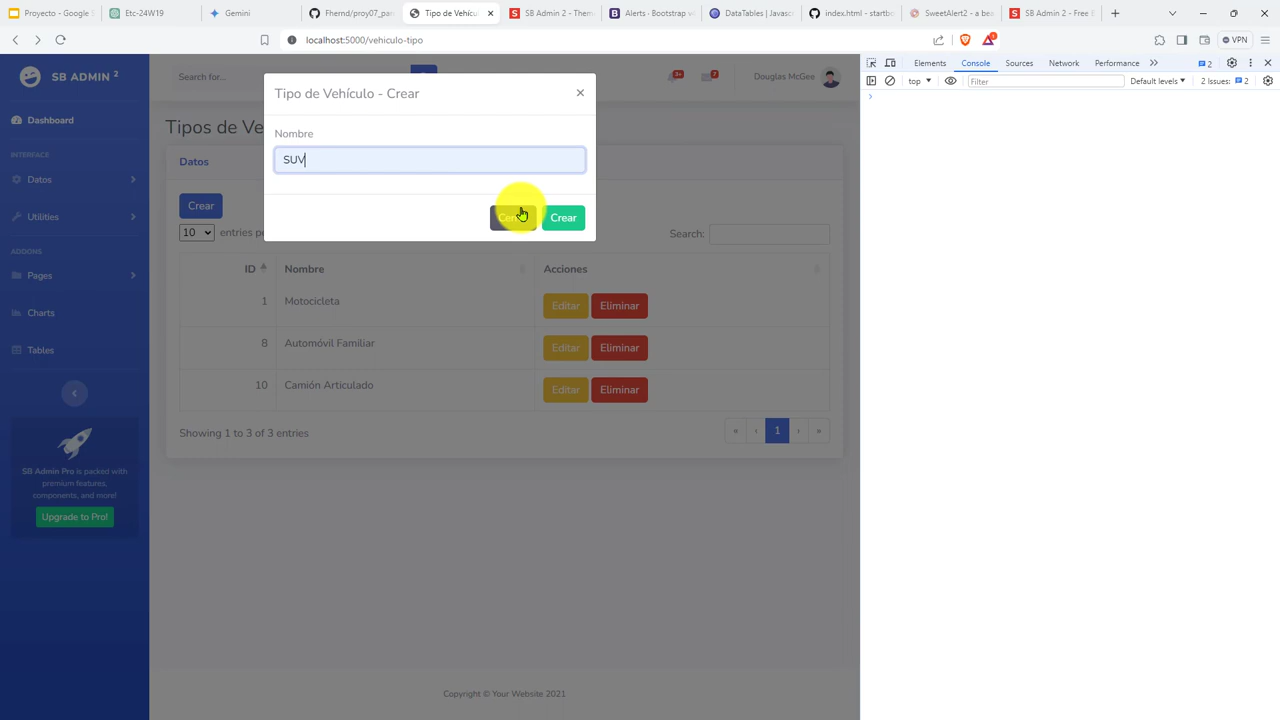 Proyecto - Google S
Etc-24W19
Gemini
Fhernd/proy07_par
Tipo de Vehícul
SB Admin 2 - Them
Alerts · Bootstrap v4
DataTables | Javasc
index.html - startbo
SweetAlert2 - a bea
SB Admin 2 - Free B
localhost:5000/vehiculo-tipo
VPN
SB ADMIN 2
Dashboard
INTERFACE
Datos
Utilities
ADDONS
Pages
Charts
Tables
SB Admin Pro is packed with
premium features,
components, and more!
Upgrade to Pro!
Search for...
3+
7
Douglas McGee
Tipos de Ve
Datos
Crear
10
entries pe
Search:
ID
Nombre
Acciones
1
Motocicleta
Editar
Eliminar
8
Automóvil Familiar
Editar
Eliminar
10
Camión Articulado
Editar
Eliminar
Showing 1 to 3 of 3 entries
« ‹ 1 › »
Copyright © Your Website 2021
Tipo de Vehículo - Crear
×
Nombre
SUV
Crear
Elements
Console
Sources
Network
Performance
2
top
Filter
Default levels
2 Issues:
2